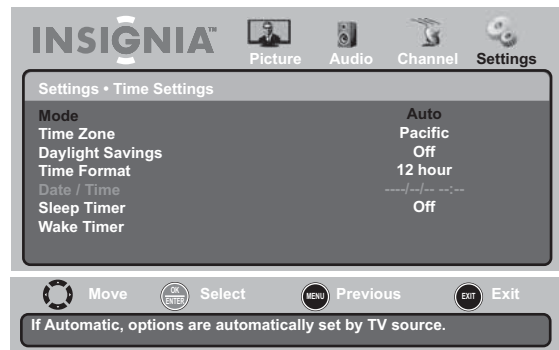 INSIGNIA™
Picture Audio Channel Settings
Settings • Time Settings
Mode Auto
Time Zone Pacific
Daylight Savings Off
Time Format 12 hour
Date / Time ----/--/-- --:--
Sleep Timer Off
Wake Timer
Move OK ENTER Select MENU Previous EXIT Exit
If Automatic, options are automatically set by TV source.